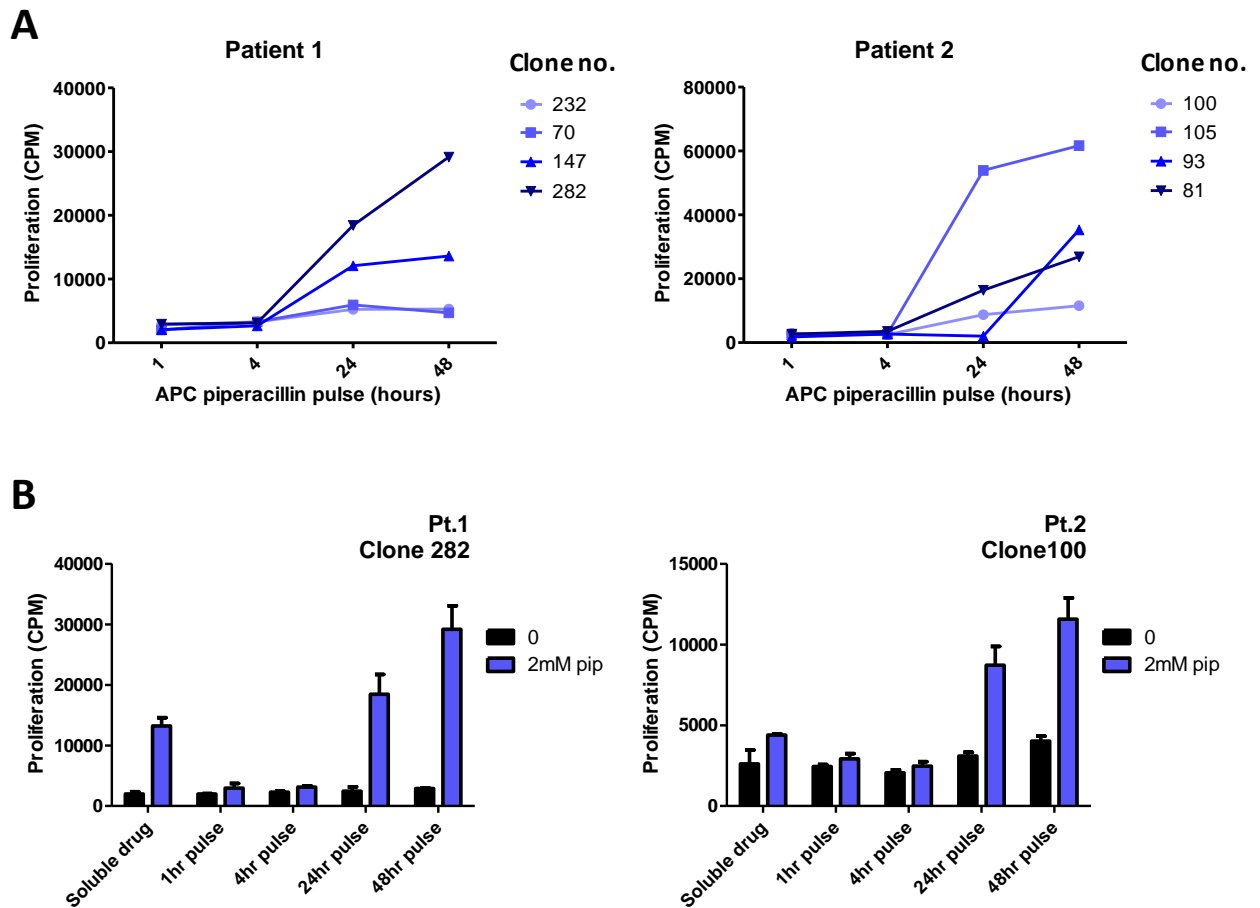 A
Patient 1
Clone no.
232
70
147
282
Proliferation (CPM)
40000
30000
20000
10000
0
1
4
24
48
APC piperacillin pulse (hours)
Patient 2
Clone no.
100
105
93
81
Proliferation (CPM)
80000
60000
40000
20000
0
1
4
24
48
APC piperacillin pulse (hours)
B
Pt.1
Clone 282
0
2mM pip
Proliferation (CPM)
40000
30000
20000
10000
0
Soluble drug
1hr pulse
4hr pulse
24hr pulse
48hr pulse
Pt.2
Clone100
0
2mM pip
Proliferation (CPM)
15000
10000
5000
0
Soluble drug
1hr pulse
4hr pulse
24hr pulse
48hr pulse